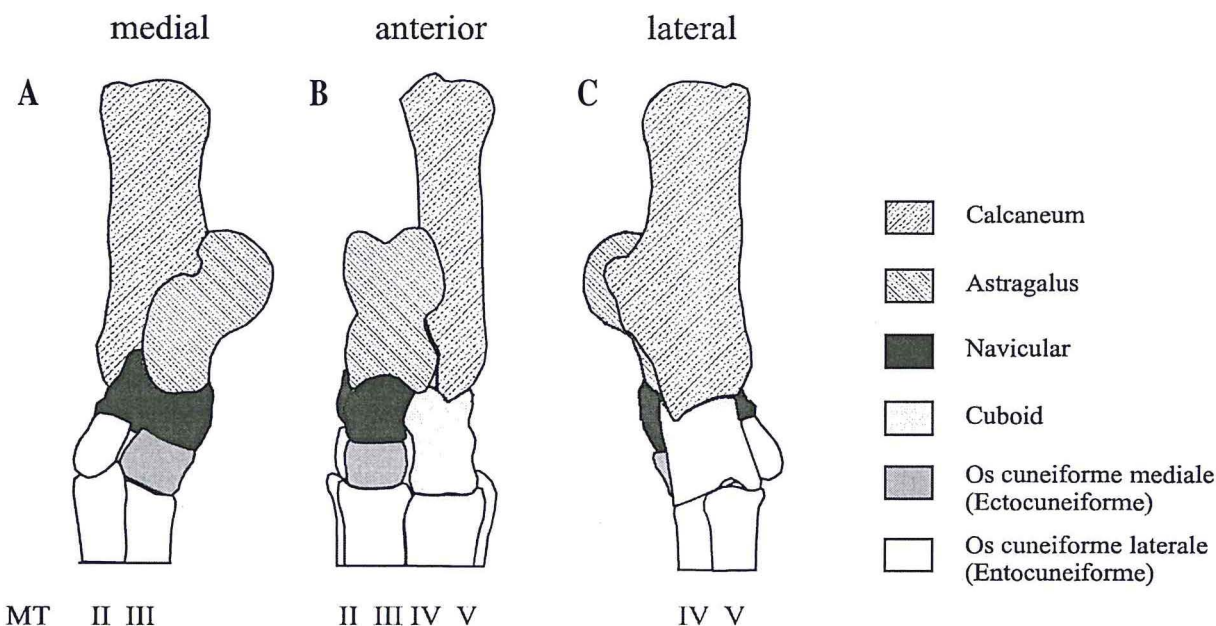 medial anterior lateral
A B C
Calcaneum
Astragalus
Navicular
Cuboid
Os cuneiforme mediale
(Ectocuneiforme)
Os cuneiforme laterale
(Entocuneiforme)
MT II III II III IV V IV V